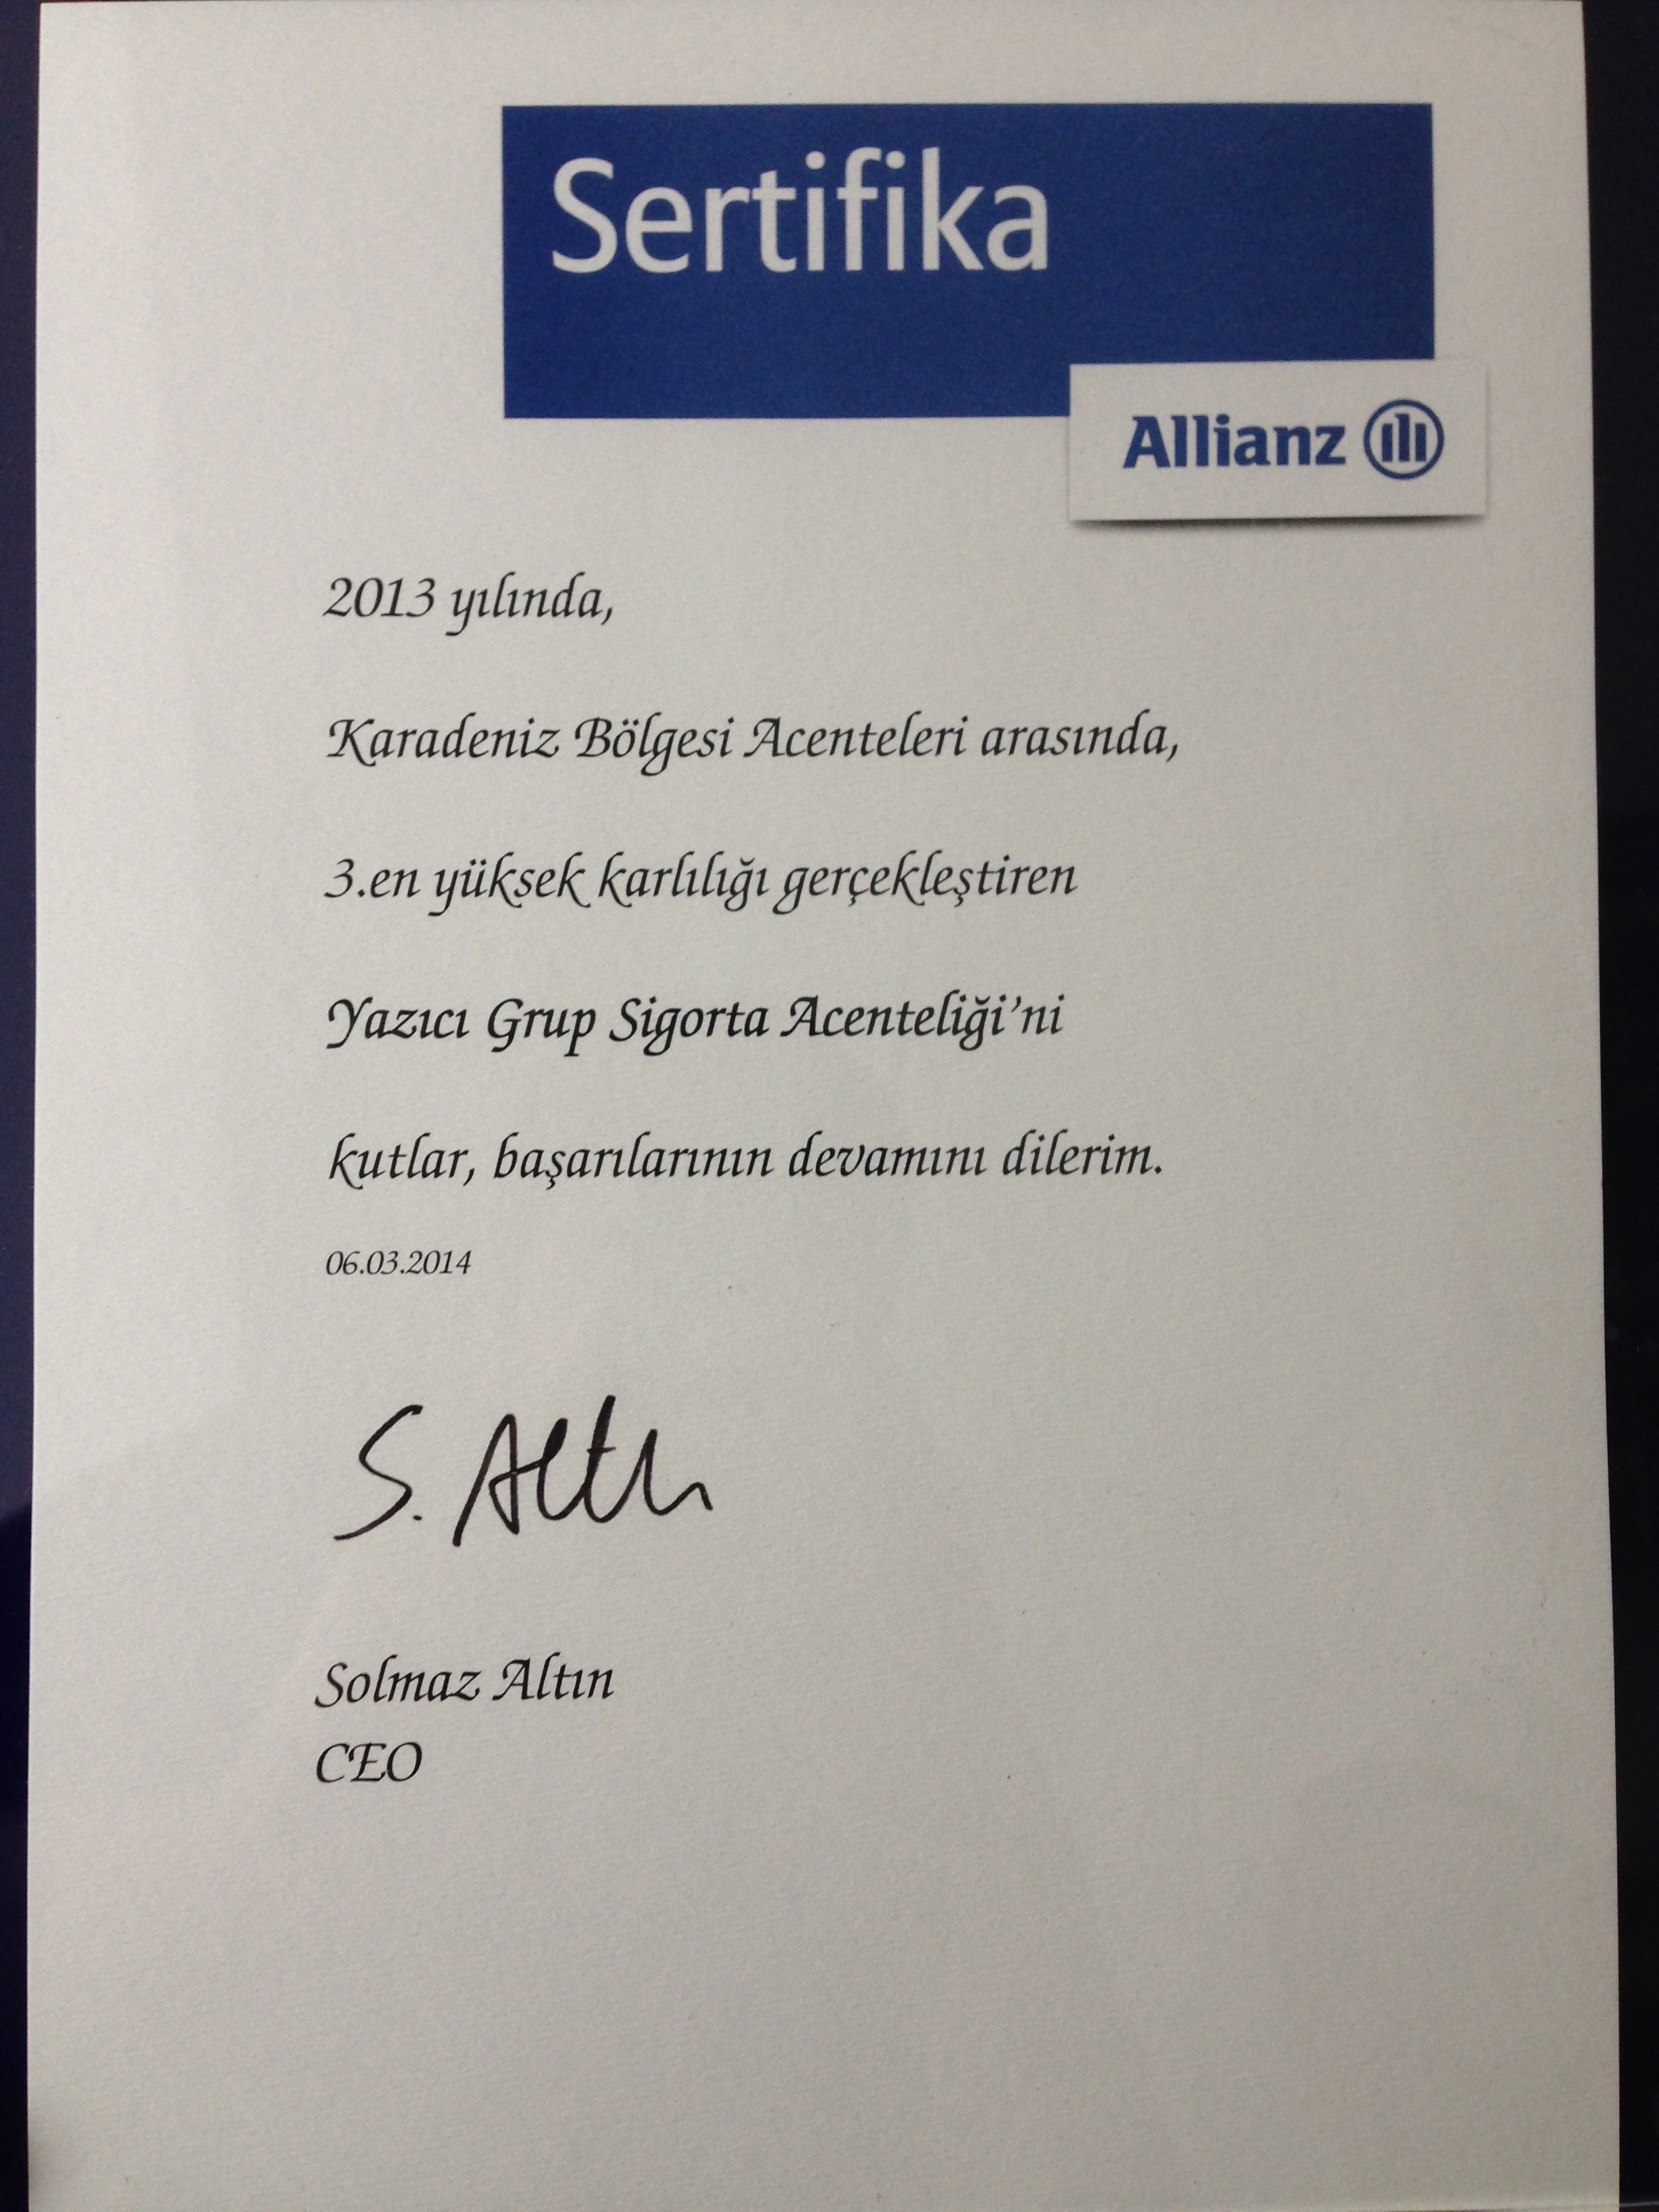 Sertifika
Allianz
2013 yılında,
Karadeniz Bölgesi Acenteleri arasında,
3.en yüksek karlılığı gerçekleştiren
Yazıcı Grup Sigorta Acenteliği'ni
kutlar, başarılarının devamını dilerim.
06.03.2014
S. Altın
Solmaz Altın
CEO